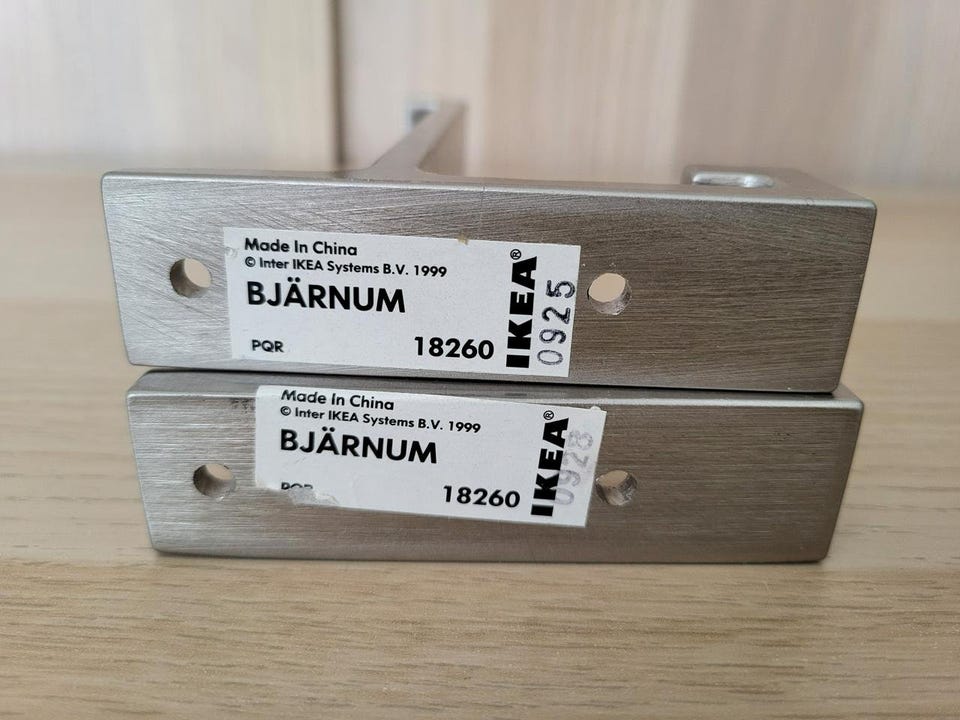 Made In China
© Inter IKEA Systems B.V. 1999
BJÄRNUM
PQR 18260
IKEA®
0925
Made In China
© Inter IKEA Systems B.V. 1999
BJÄRNUM
18260
IKEA®
0928